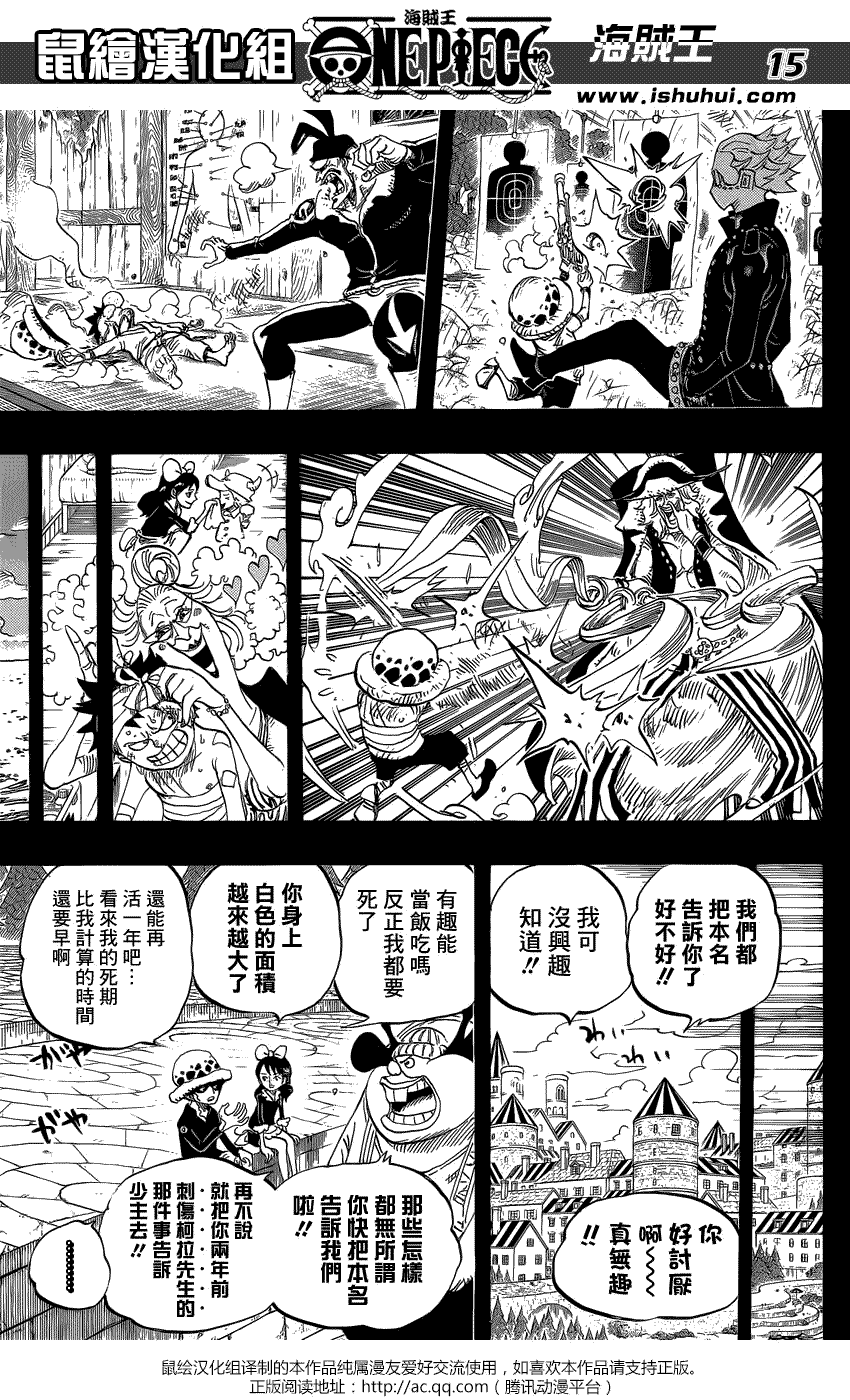 鼠繪漢化組
海賊王
ONE PIECE
海賊王
15
www.ishuhui.com
我們都
把本名
告訴你了
好不好!!
我可
沒興趣
知道!!
わい
わい
你
好討厭
啊~~~
真無趣
!!
有趣能
當飯吃嗎
反正我都要
死了
你身上
白色的面積
越來越大了
還能再
活一年吧…
看來我的死期
比我計算的時間
還要早啊
がや
がや
那些怎樣
都無所謂
你快把本名
告訴我們
啦!!
再不說
就把你兩年前
刺傷柯拉先生的
那件事告訴
少主去!!
…………
鼠绘汉化组译制的本作品纯属漫友爱好交流使用，如喜欢本作品请支持正版。
正版阅读地址：http://ac.qq.com（腾讯动漫平台）